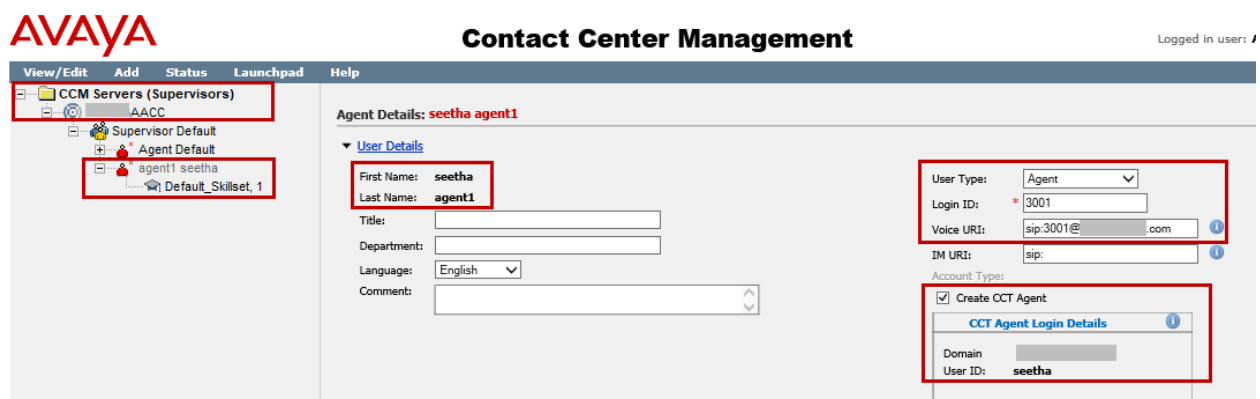 AVAYA
Contact Center Management
Logged in user:
View/Edit Add Status Launchpad Help
CCM Servers (Supervisors)
AACC
Supervisor Default
Agent Default
agent1 seetha
Default_Skillset, 1
Agent Details: seetha agent1
User Details
First Name: seetha
Last Name: agent1
Title:
Department:
Language: English
Comment:
User Type: Agent
Login ID: * 3001
Voice URI: sip:3001@ .com
IM URI: sip:
Account Type:
Create CCT Agent
CCT Agent Login Details
Domain
User ID: seetha